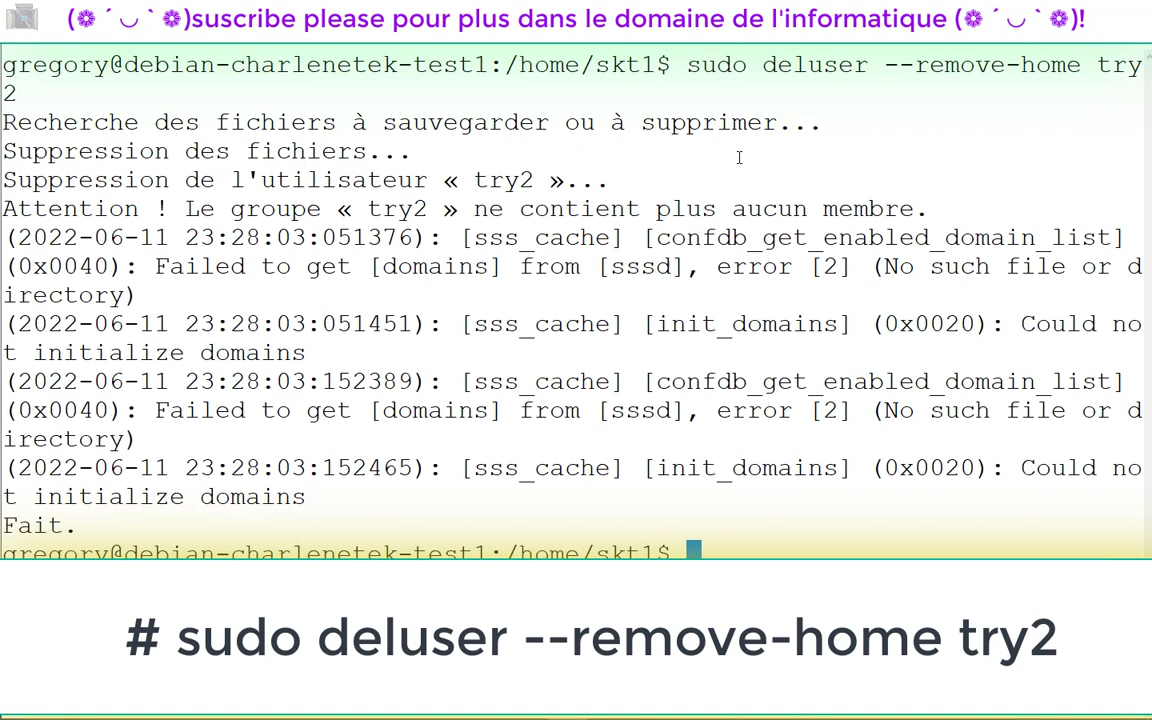 (❁´◡`❁)suscribe please pour plus dans le domaine de l'informatique (❁´◡`❁)!
gregory@debian-charlenetek-test1:/home/skt1$ sudo deluser --remove-home try
2
Recherche des fichiers à sauvegarder ou à supprimer...
Suppression des fichiers...
Suppression de l'utilisateur « try2 »...
Attention ! Le groupe « try2 » ne contient plus aucun membre.
(2022-06-11 23:28:03:051376): [sss_cache] [confdb_get_enabled_domain_list]
(0x0040): Failed to get [domains] from [sssd], error [2] (No such file or d
irectory)
(2022-06-11 23:28:03:051451): [sss_cache] [init_domains] (0x0020): Could no
t initialize domains
(2022-06-11 23:28:03:152389): [sss_cache] [confdb_get_enabled_domain_list]
(0x0040): Failed to get [domains] from [sssd], error [2] (No such file or d
irectory)
(2022-06-11 23:28:03:152465): [sss_cache] [init_domains] (0x0020): Could no
t initialize domains
Fait.
gregory@debian-charlenetek-test1:/home/skt1$
# sudo deluser --remove-home try2